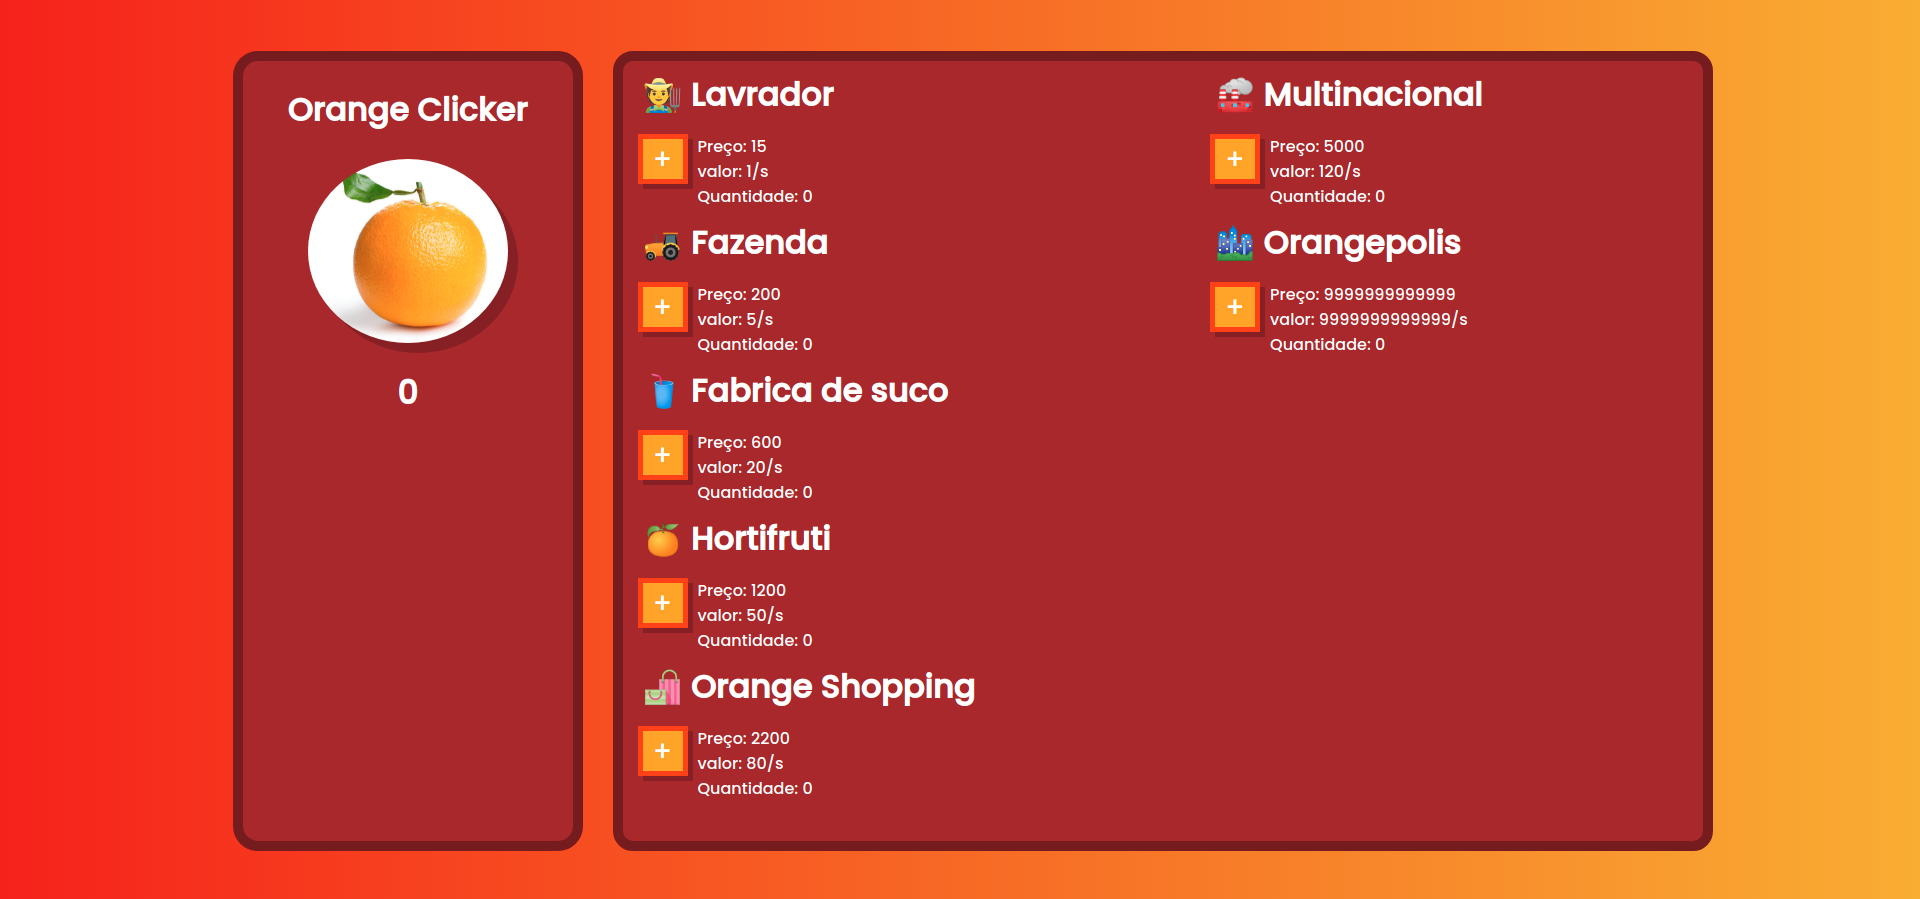 Orange Clicker
0
Lavrador
+
Preço: 15
valor: 1/s
Quantidade: 0
Fazenda
+
Preço: 200
valor: 5/s
Quantidade: 0
Fabrica de suco
+
Preço: 600
valor: 20/s
Quantidade: 0
Hortifruti
+
Preço: 1200
valor: 50/s
Quantidade: 0
Orange Shopping
+
Preço: 2200
valor: 80/s
Quantidade: 0
Multinacional
+
Preço: 5000
valor: 120/s
Quantidade: 0
Orangepolis
+
Preço: 9999999999999
valor: 9999999999999/s
Quantidade: 0